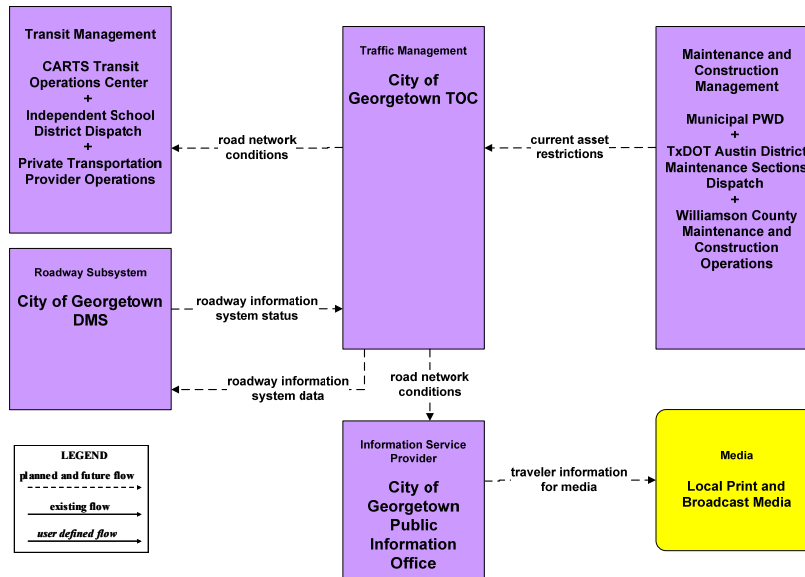 Transit Management
CARTS Transit
Operations Center
+
Independent School
District Dispatch
+
Private Transportation
Provider Operations
road network
conditions
Traffic Management
City of
Georgetown TOC
current asset
restrictions
Maintenance and
Construction
Management
Municipal PWD
+
TxDOT Austin District
Maintenance Sections
Dispatch
+
Williamson County
Maintenance and
Construction
Operations
Roadway Subsystem
City of Georgetown
DMS
roadway information
system status
roadway information
system data
road network
conditions
Information Service
Provider
City of
Georgetown
Public
Information
Office
traveler information
for media
Media
Local Print and
Broadcast Media
LEGEND
planned and future flow
existing flow
user defined flow